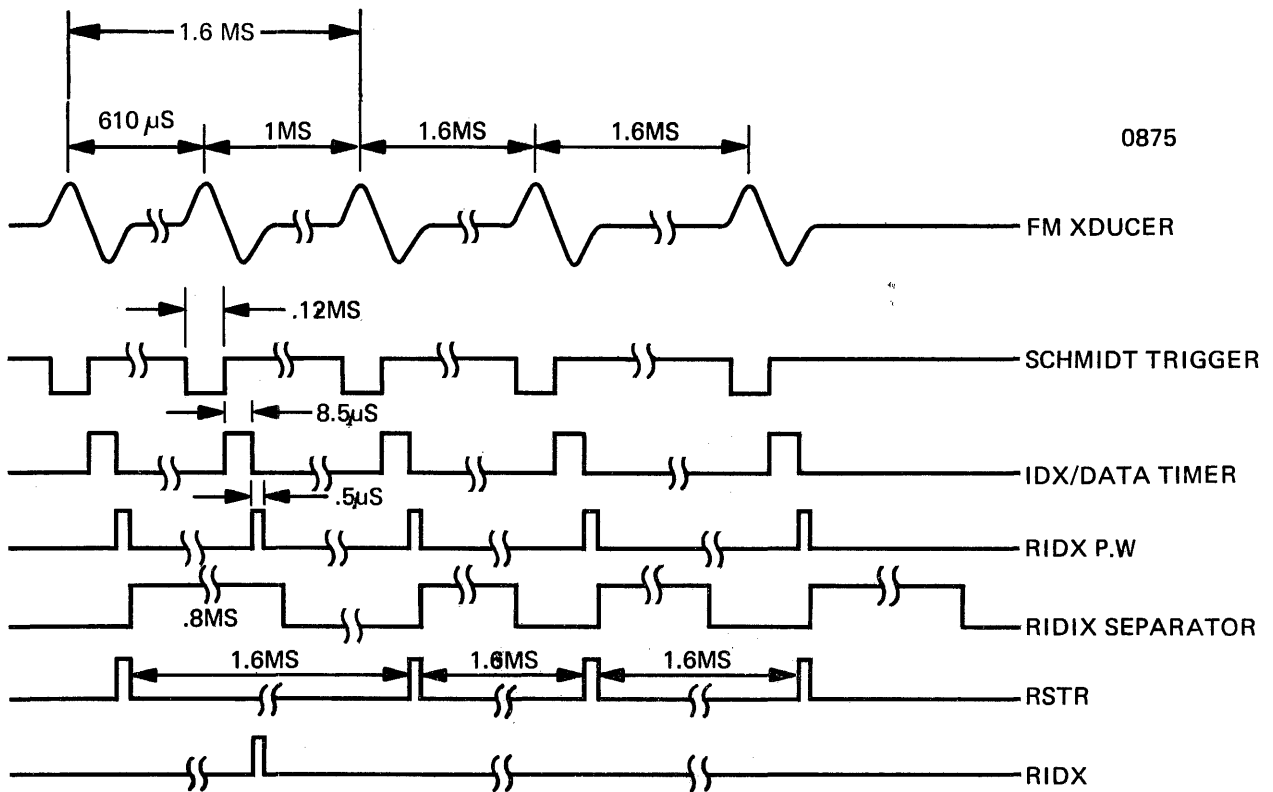 1.6 MS
610 µS
1MS
1.6MS
1.6MS
0875
FM XDUCER
.12MS
SCHMIDT TRIGGER
8.5µS
IDX/DATA TIMER
.5µS
RIDX P.W
.8MS
RIDIX SEPARATOR
1.6MS
1.6MS
1.6MS
RSTR
RIDX